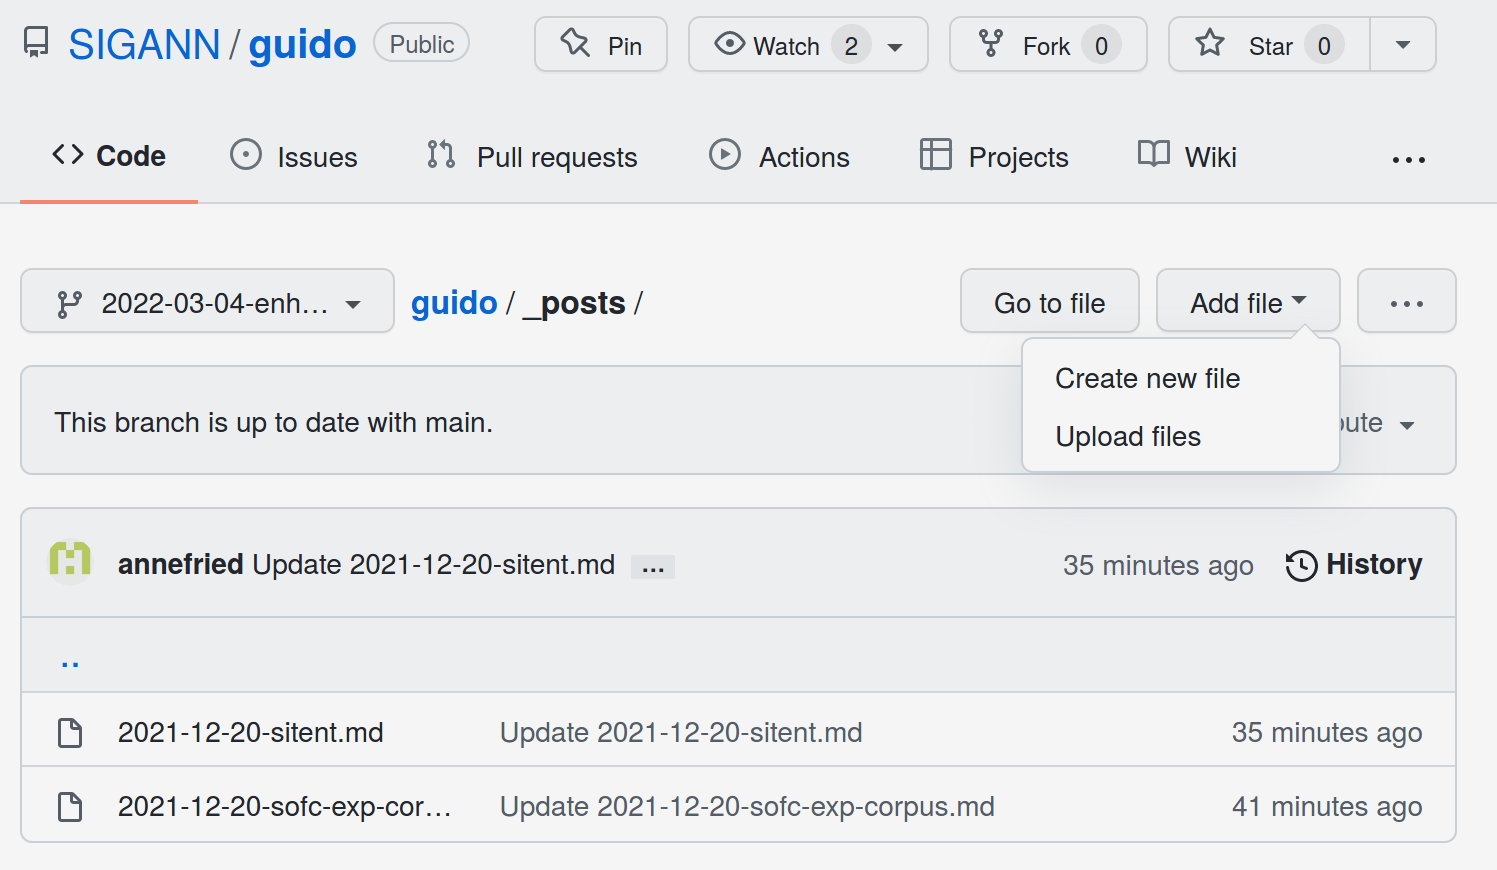 SIGANN / guido Public Pin Watch 2 Fork 0 Star 0
Code Issues Pull requests Actions Projects Wiki ...
2022-03-04-enh... guido / _posts / Go to file Add file ...
Create new file
Upload files
This branch is up to date with main.
annefried Update 2021-12-20-sitent.md ... 35 minutes ago History
..
2021-12-20-sitent.md Update 2021-12-20-sitent.md 35 minutes ago
2021-12-20-sofc-exp-cor... Update 2021-12-20-sofc-exp-corpus.md 41 minutes ago